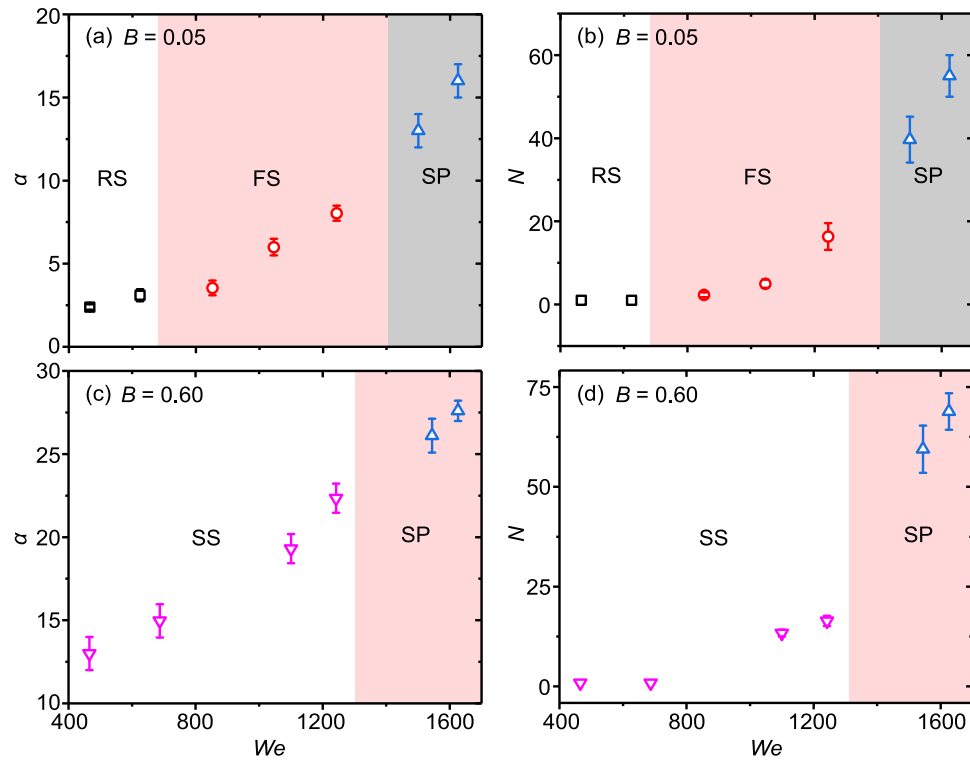 (a) B = 0.05
20
15
10
5
0
α
RS
FS
SP
(b) B = 0.05
60
40
20
0
N
RS
FS
SP
(c) B = 0.60
30
25
20
15
10
α
SS
SP
400 800 1200 1600
We
(d) B = 0.60
75
50
25
0
N
SS
SP
400 800 1200 1600
We